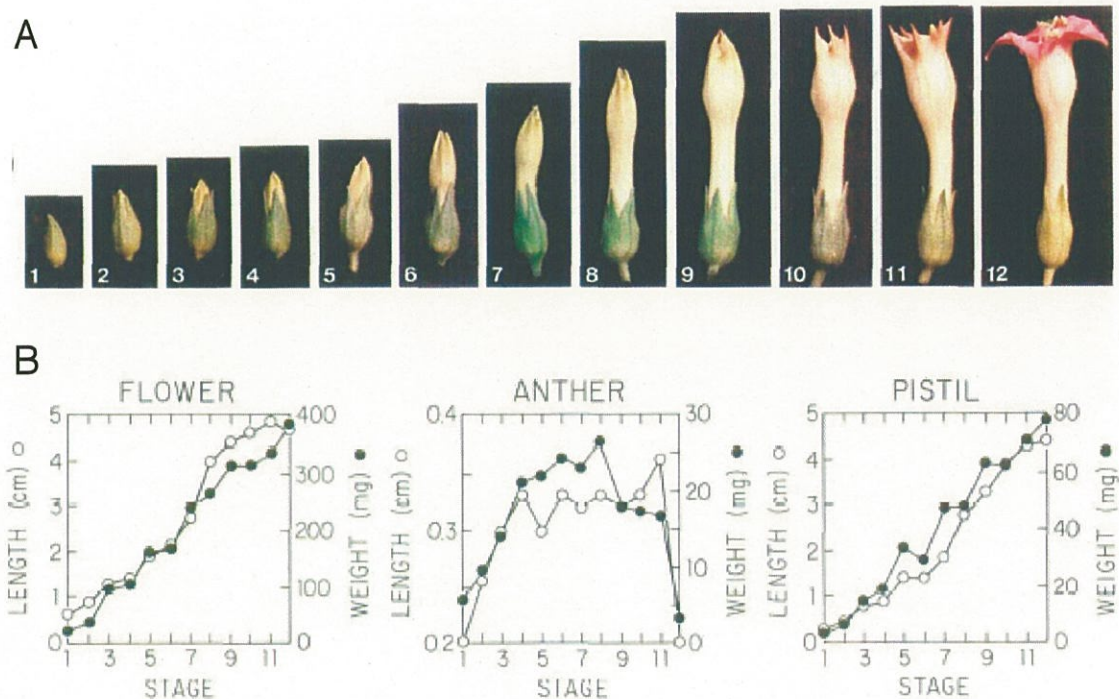 A
1 2 3 4 5 6 7 8 9 10 11 12
B
FLOWER
LENGTH (cm)
5
4
3
2
1
0
400
300
200
100
0
WEIGHT (mg)
1 3 5 7 9 11
STAGE
ANTHER
LENGTH (cm)
0.4
0.3
0.2
30
20
10
0
WEIGHT (mg)
1 3 5 7 9 11
STAGE
PISTIL
LENGTH (cm)
5
4
3
2
1
0
80
60
40
20
0
WEIGHT (mg)
1 3 5 7 9 11
STAGE